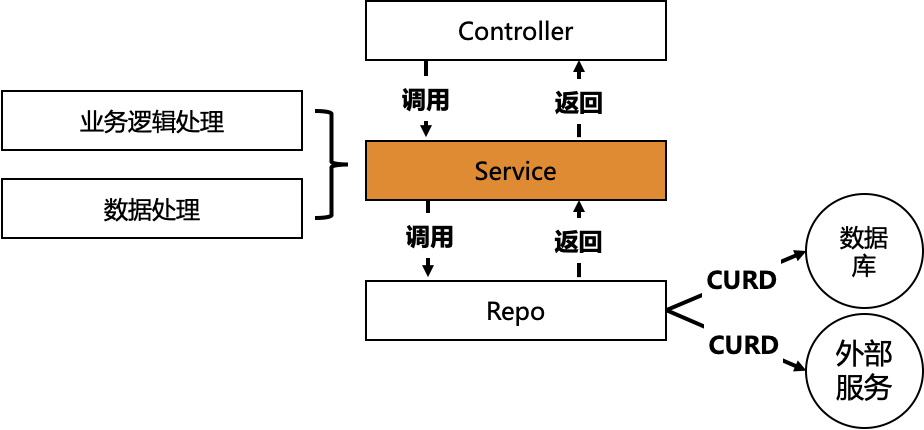 Controller
调用
返回
业务逻辑处理
Service
数据处理
调用
返回
数据
库
CURD
Repo
CURD
外部
服务